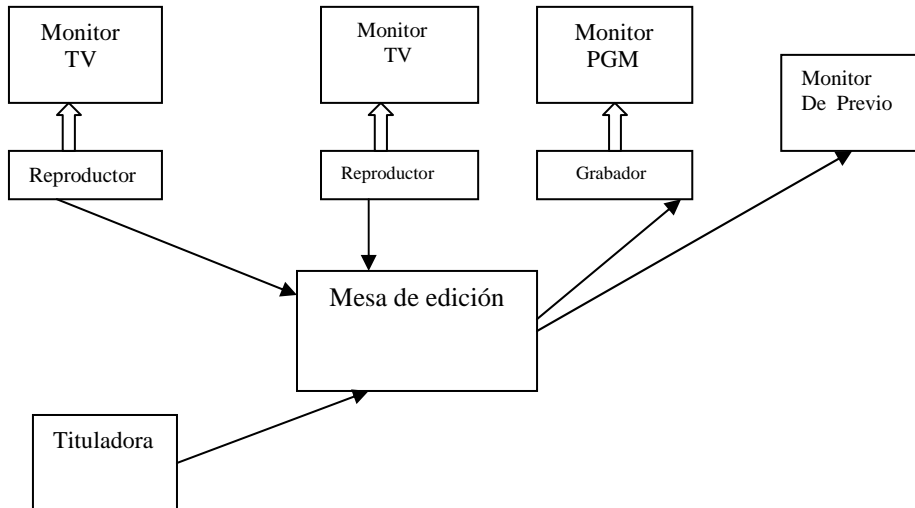 Monitor
TV
Monitor
TV
Monitor
PGM
Monitor
De Previo
Reproductor
Reproductor
Grabador
Mesa de edición
Tituladora